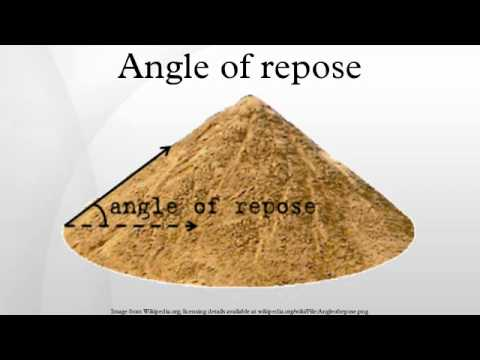 Angle of repose
angle of repose
Image from Wikipedia.org, licensing details available at wikipedia.org/wiki/File:Angleofrepose.png